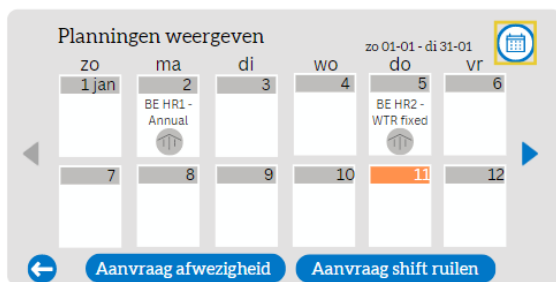 Planningen weergeven
zo 01-01 - di 31-01
zo ma di wo do vr
1 jan 2 3 4 5 6
BE HR1 - BE HR2 -
Annual WTR fixed
7 8 9 10 11 12
Aanvraag afwezigheid Aanvraag shift ruilen